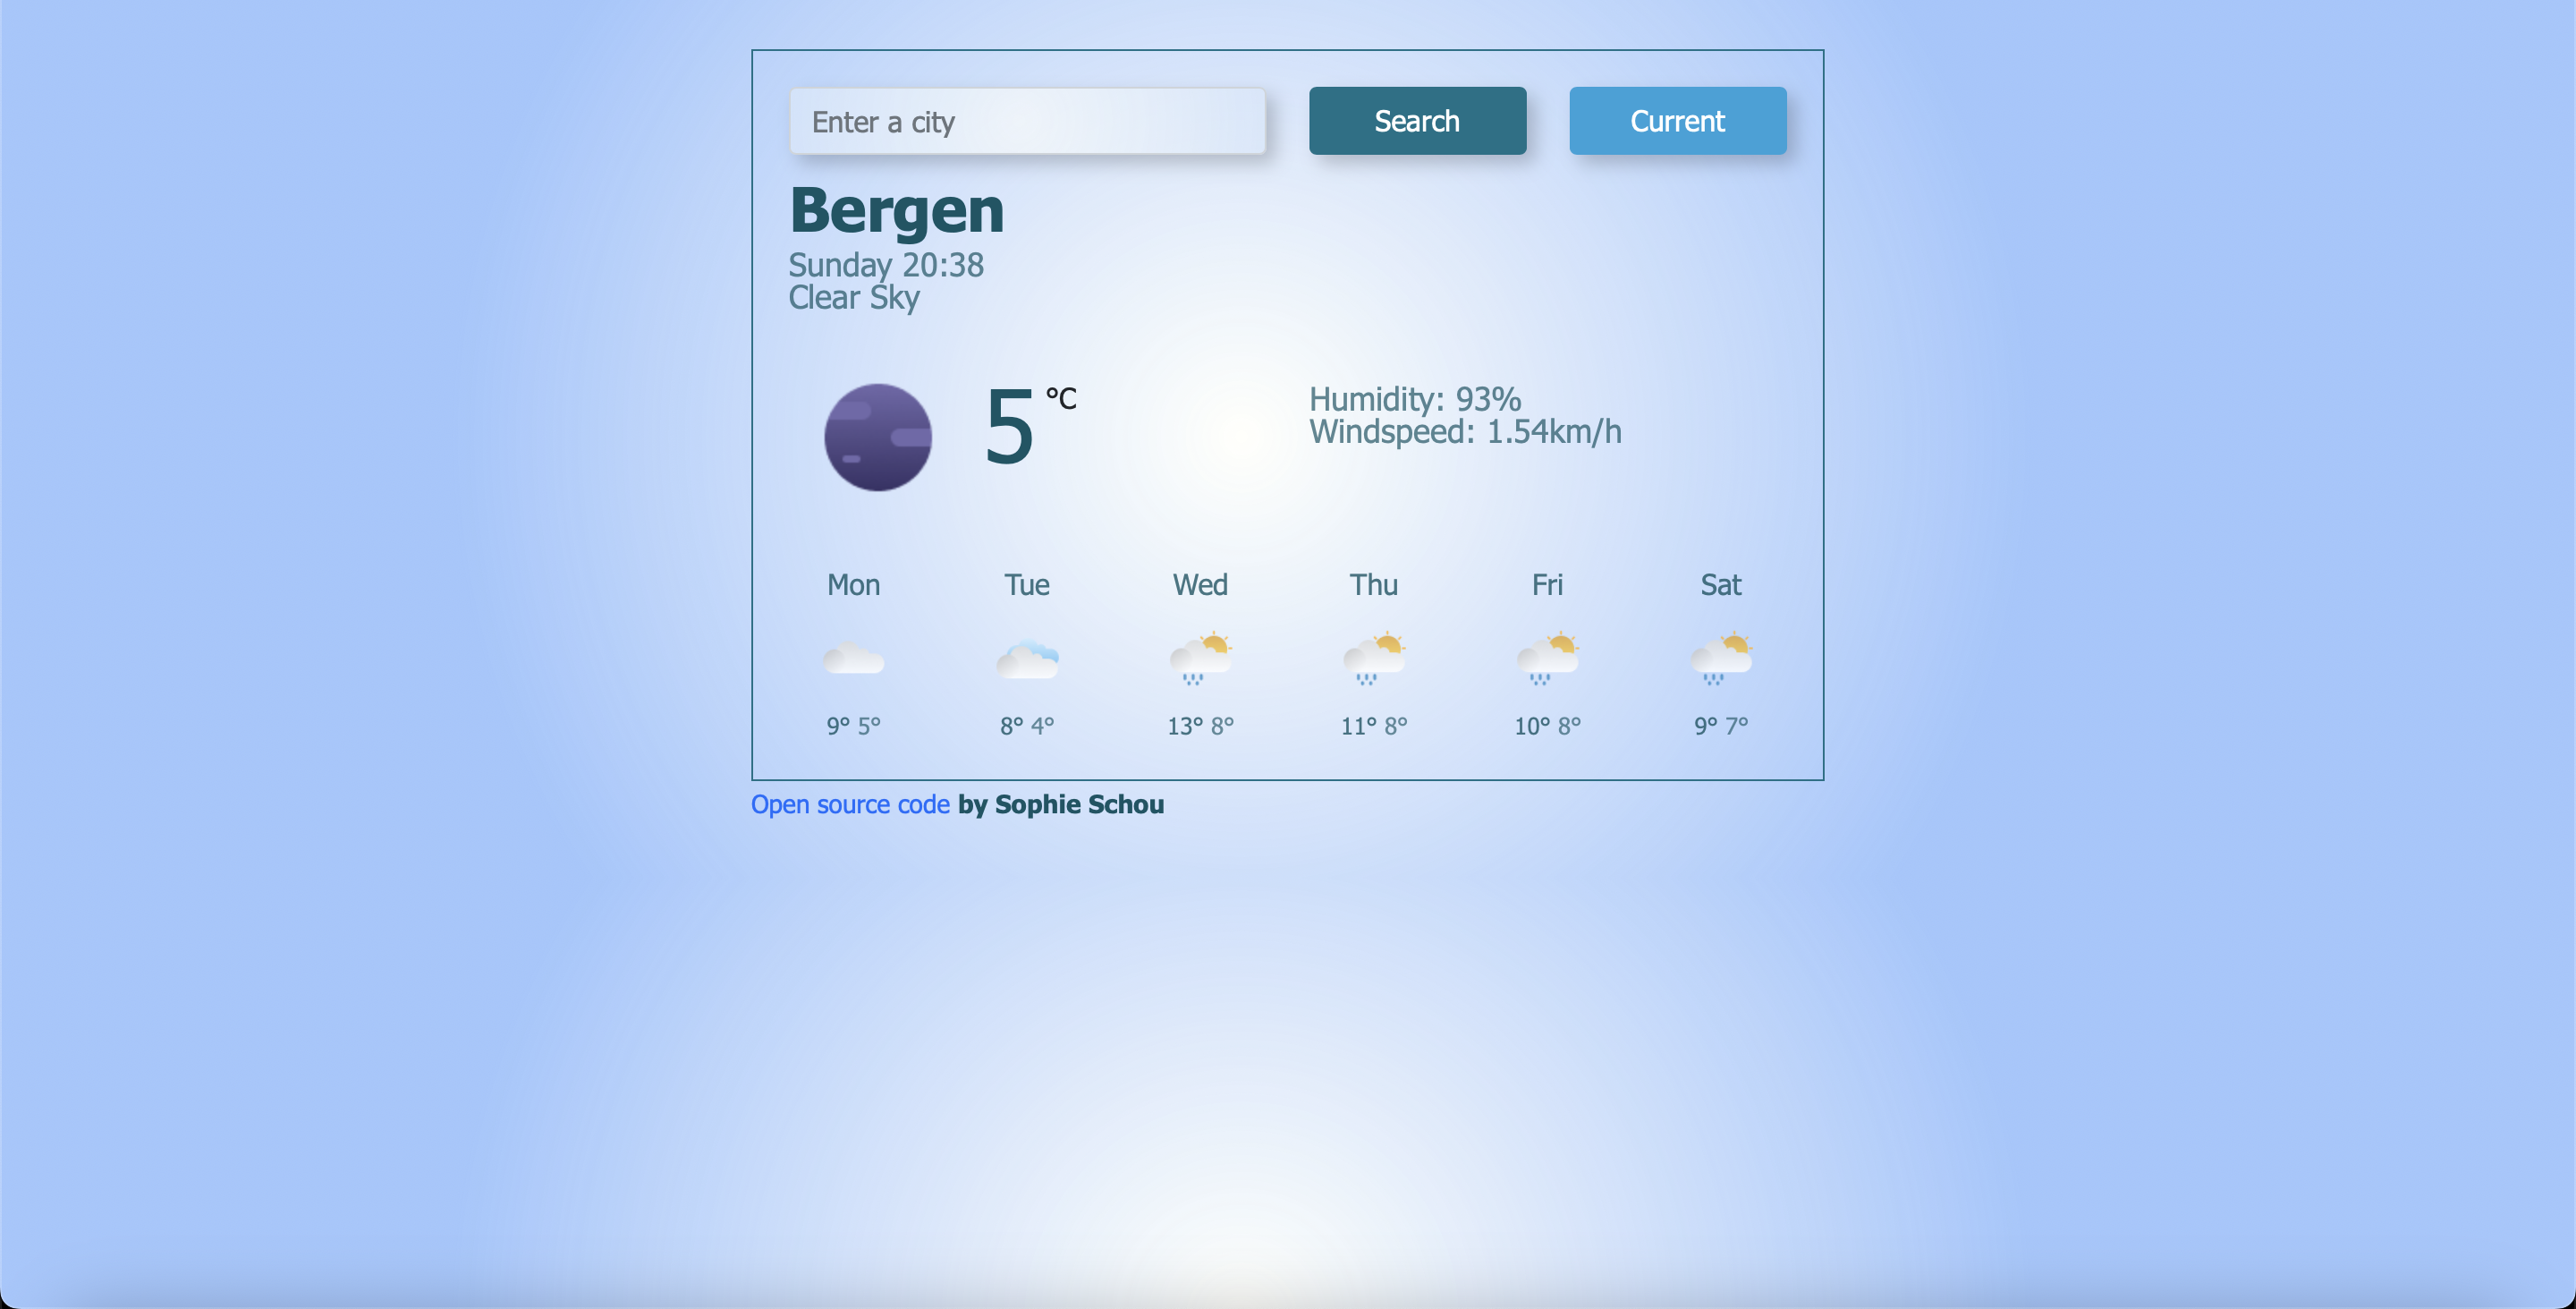 Enter a city Search Current
Bergen
Sunday 20:38
Clear Sky
5 °C
Humidity: 93%
Windspeed: 1.54km/h
Mon Tue Wed Thu Fri Sat
9° 5° 8° 4° 13° 8° 11° 8° 10° 8° 9° 7°
Open source code by Sophie Schou